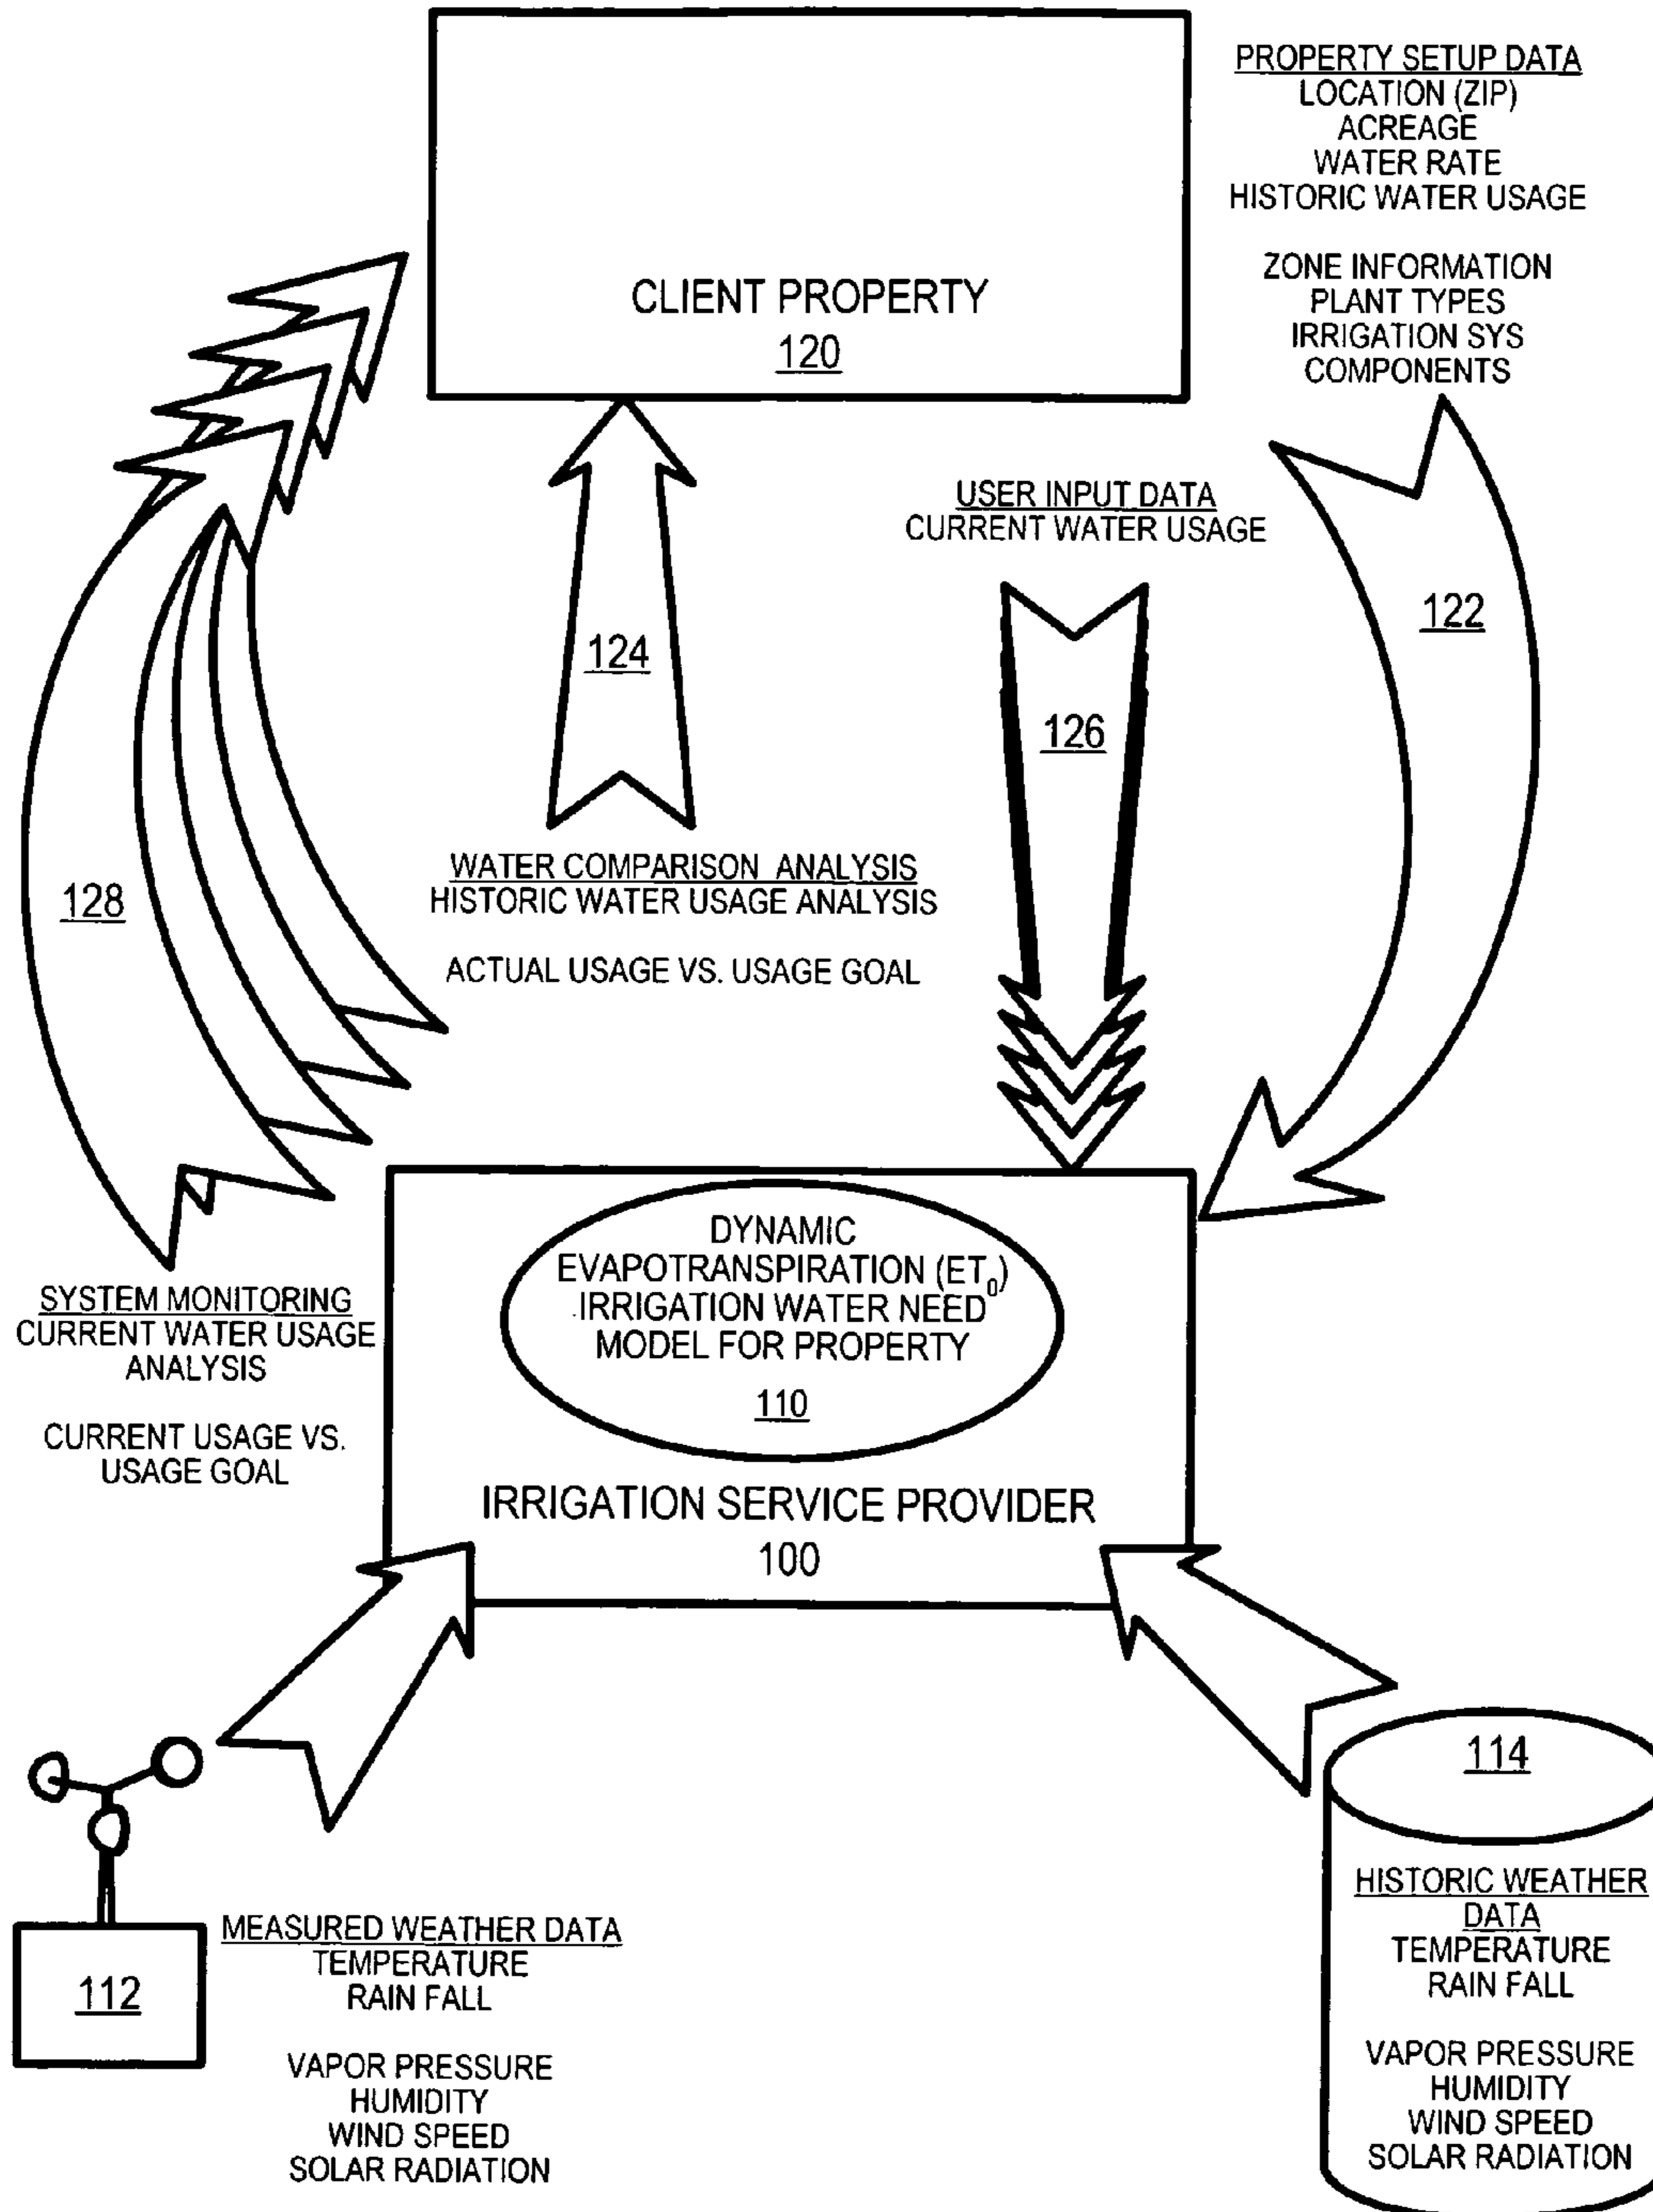 PROPERTY SETUP DATA
LOCATION (ZIP)
ACREAGE
WATER RATE
HISTORIC WATER USAGE
ZONE INFORMATION
PLANT TYPES
IRRIGATION SYS
COMPONENTS
CLIENT PROPERTY
120
USER INPUT DATA
CURRENT WATER USAGE
122
124
126
WATER COMPARISON ANALYSIS
HISTORIC WATER USAGE ANALYSIS
ACTUAL USAGE VS. USAGE GOAL
128
DYNAMIC
EVAPOTRANSPIRATION (ET₀)
IRRIGATION WATER NEED
MODEL FOR PROPERTY
110
SYSTEM MONITORING
CURRENT WATER USAGE
ANALYSIS
CURRENT USAGE VS.
USAGE GOAL
IRRIGATION SERVICE PROVIDER
100
112
MEASURED WEATHER DATA
TEMPERATURE
RAIN FALL
VAPOR PRESSURE
HUMIDITY
WIND SPEED
SOLAR RADIATION
114
HISTORIC WEATHER
DATA
TEMPERATURE
RAIN FALL
VAPOR PRESSURE
HUMIDITY
WIND SPEED
SOLAR RADIATION